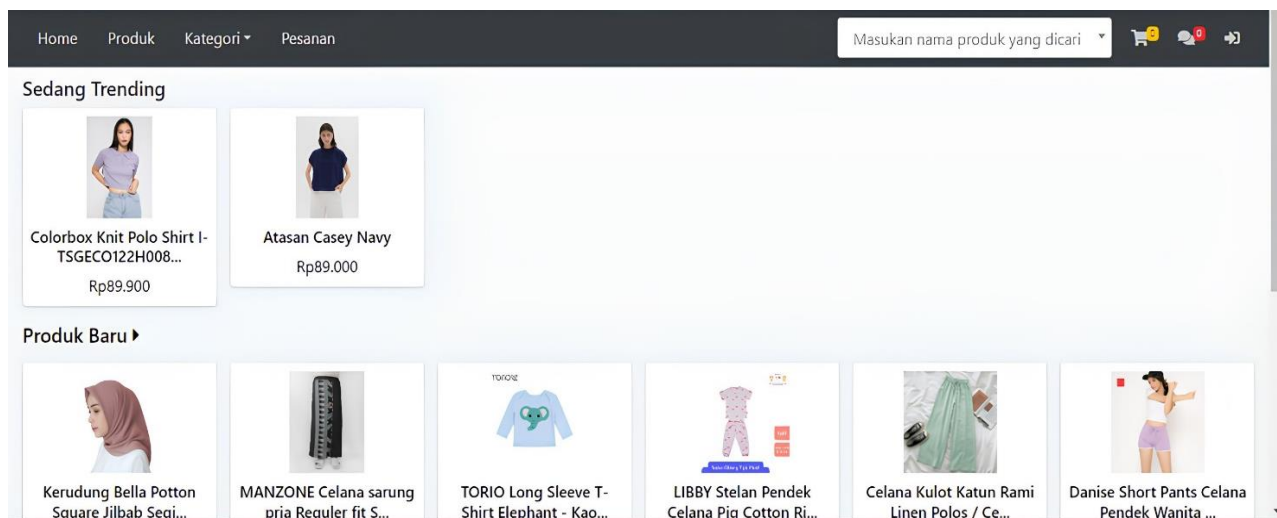 Home Produk Kategori Pesanan
Masukan nama produk yang dicari
0
0
Sedang Trending
Colorbox Knit Polo Shirt I-
TSGECO122H008...
Rp89.900
Atasan Casey Navy
Rp89.000
Produk Baru
Kerudung Bella Potton
Square Jilbab Segi...
MANZONE Celana sarung
pria Reguler fit S...
TORIO
TORIO Long Sleeve T-
Shirt Elephant - Kao...
LIBBY Stelan Pendek
Celana Pig Cotton Ri...
Celana Kulot Katun Rami
Linen Polos / Ce...
Danise Short Pants Celana
Pendek Wanita ...